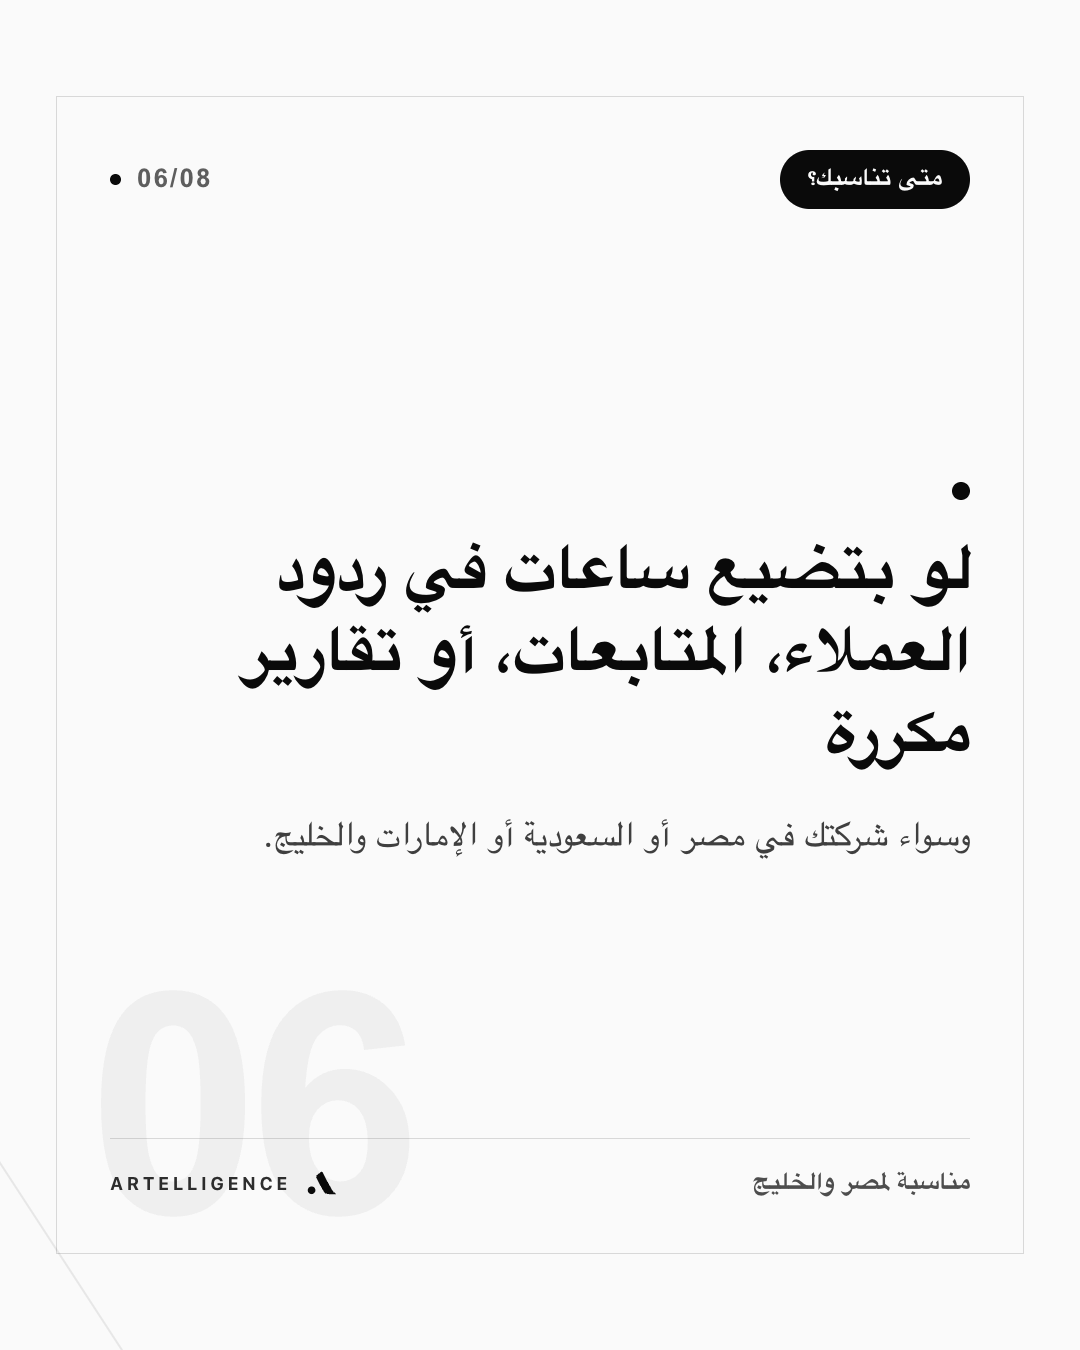 متى تناسبك؟
06/08
لو بتضيع ساعات في ردود
العملاء، المتابعات، أو تقارير
مكررة
وسواء شركتك في مصر أو السعودية أو الإمارات والخليج.
06
مناسبة لمصر والخليج
ARTELLIGENCE